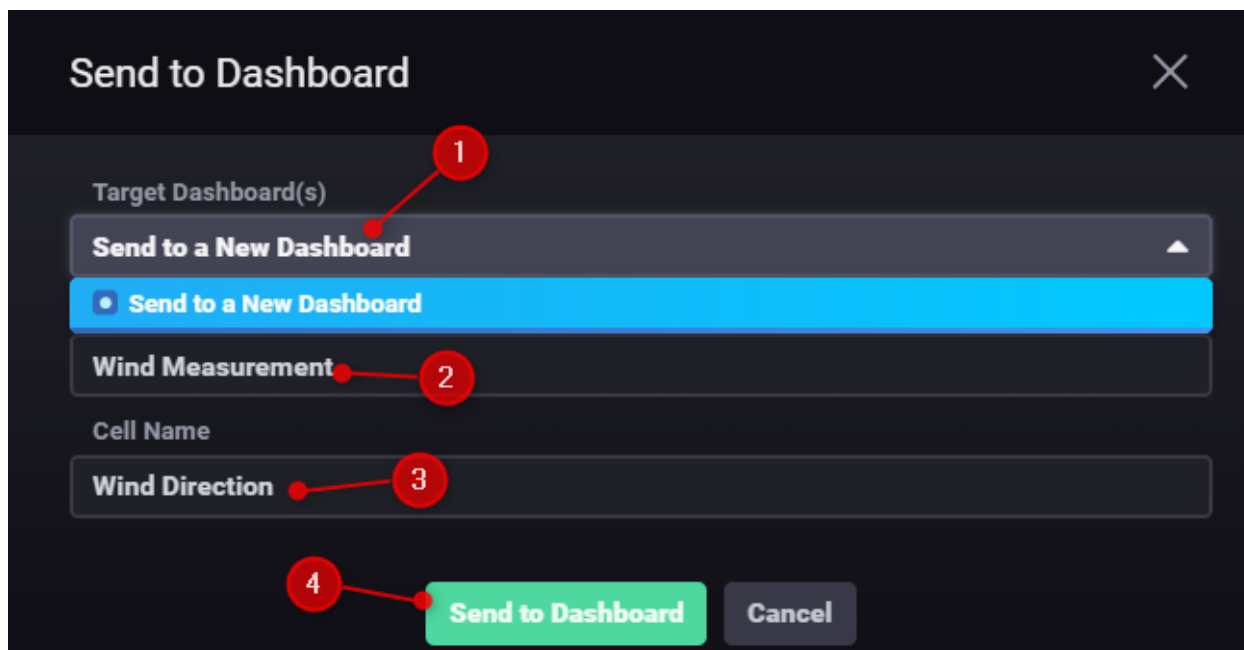 Send to Dashboard
1
Target Dashboard(s)
Send to a New Dashboard
Send to a New Dashboard
Wind Measurement
2
Cell Name
Wind Direction
3
4
Send to Dashboard Cancel